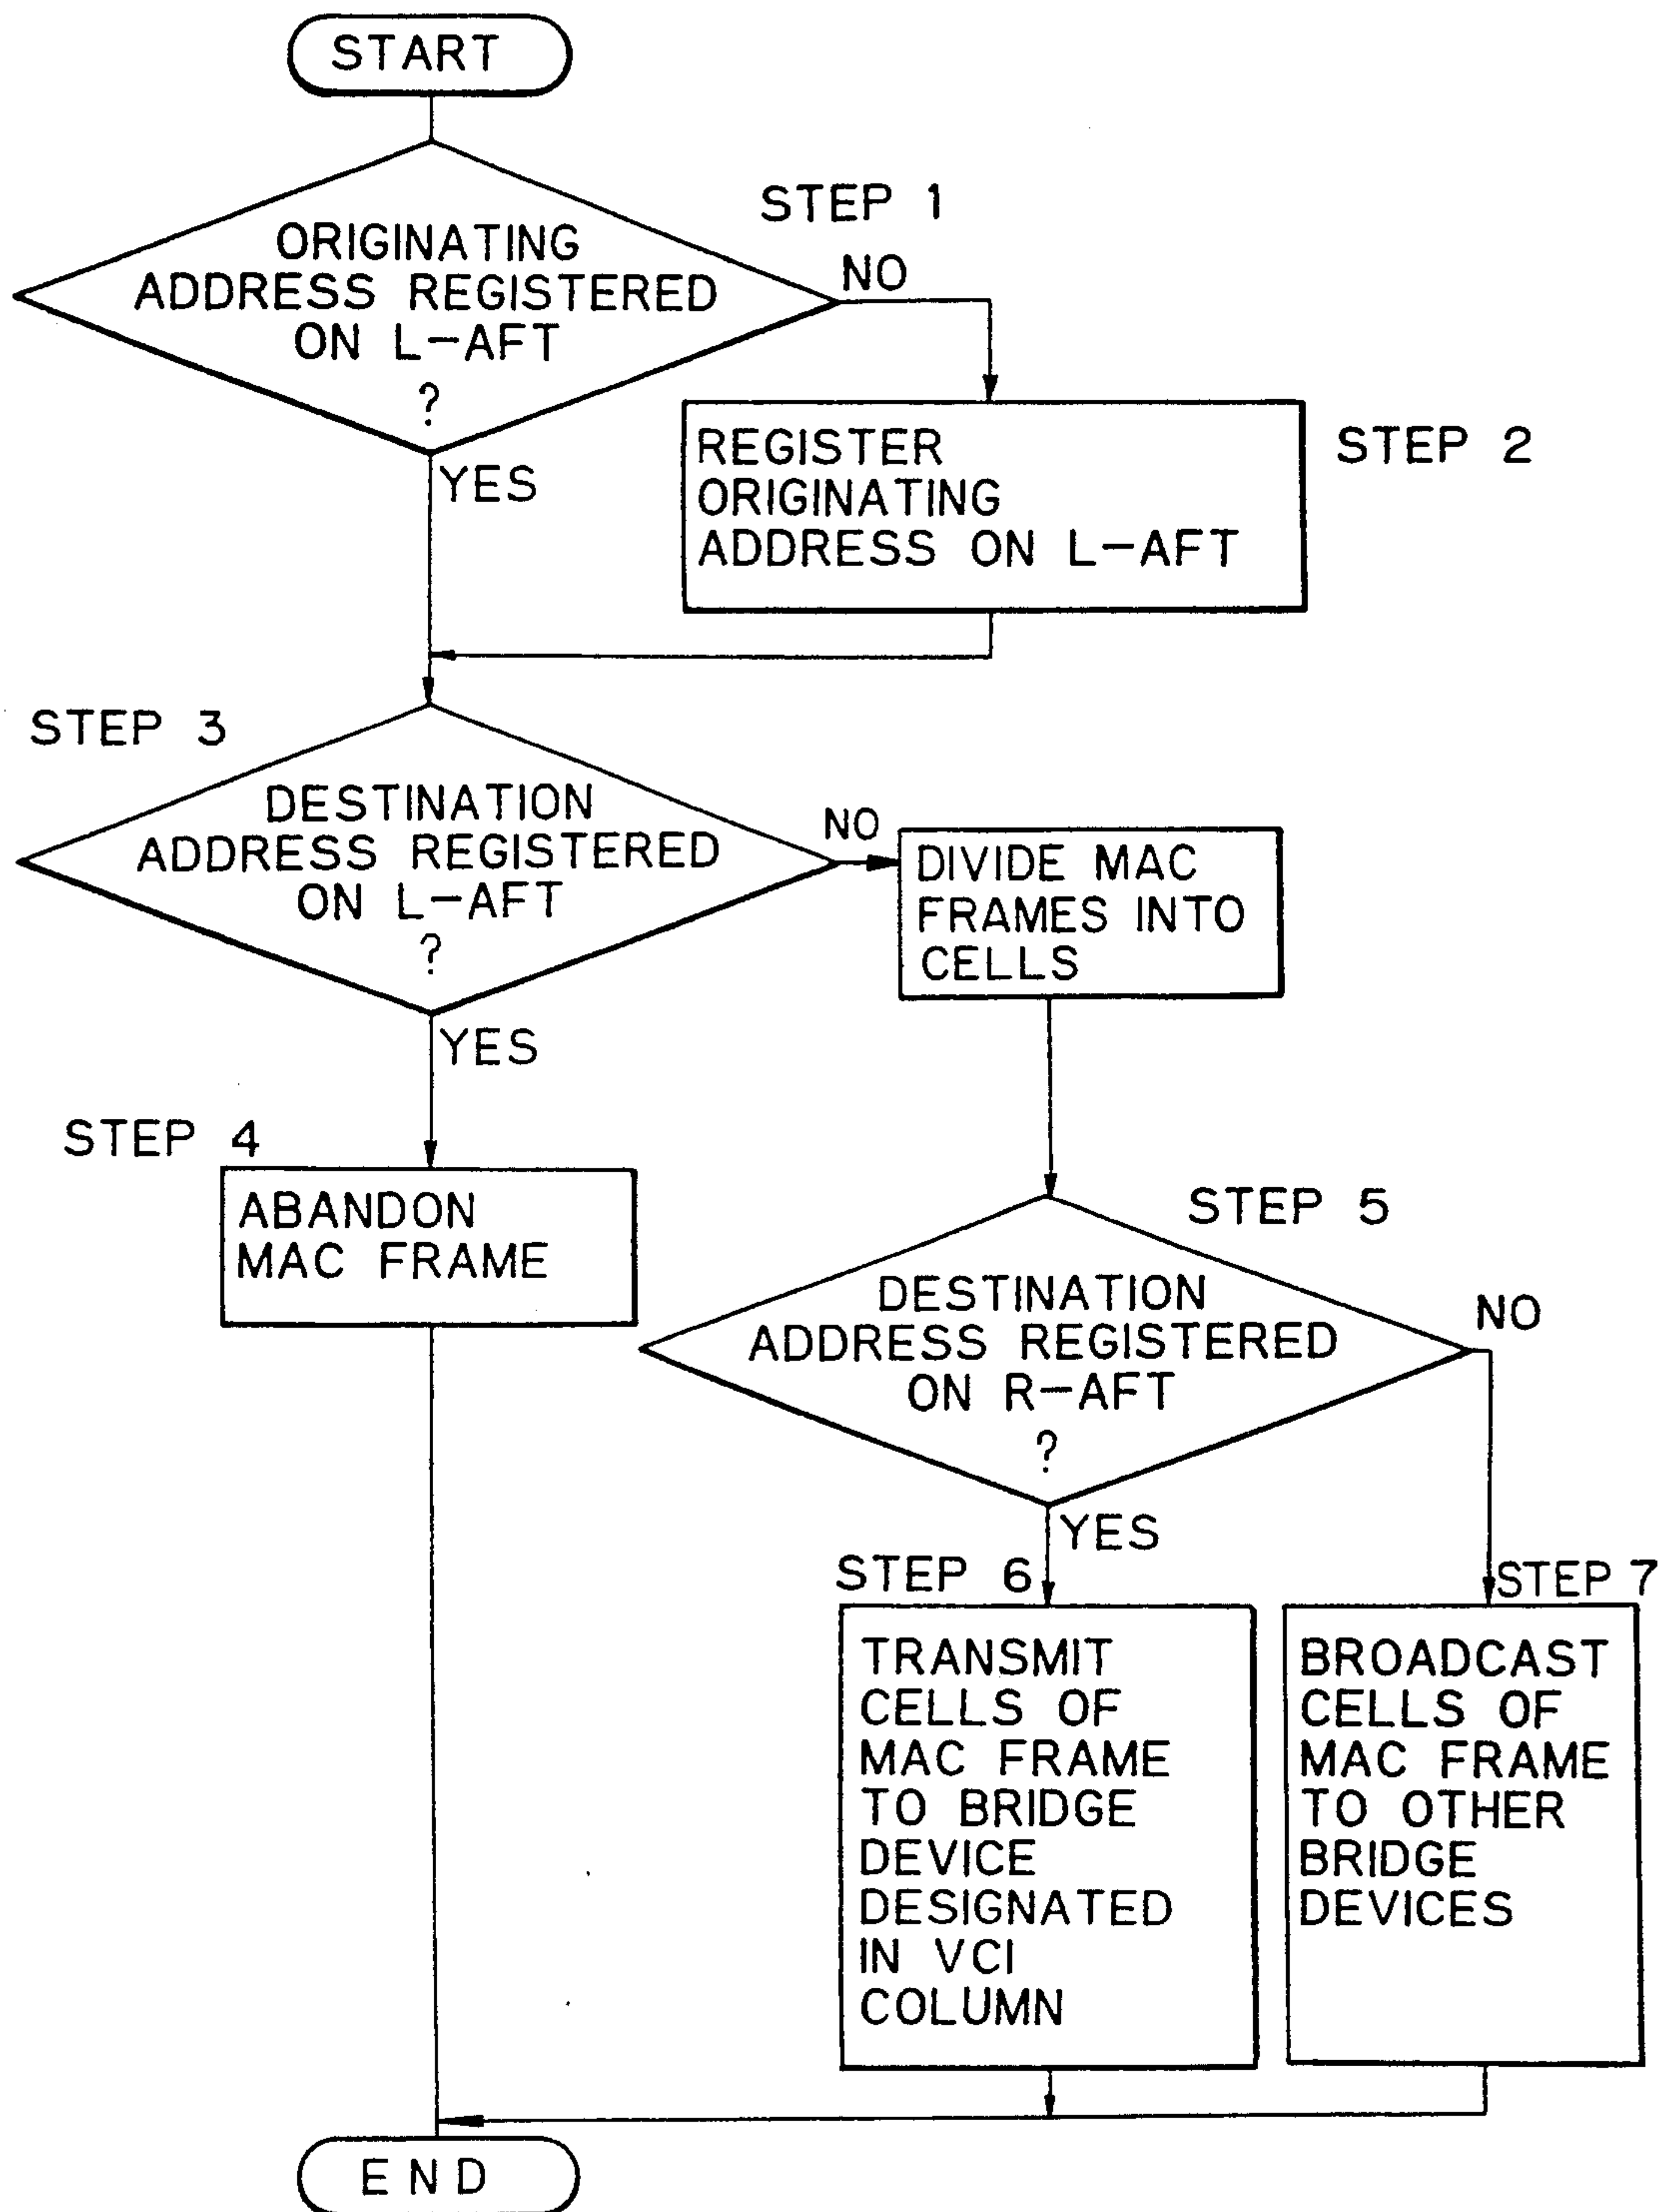 START
STEP 1
ORIGINATING
ADDRESS REGISTERED
ON L-AFT
?
NO
YES
STEP 2
REGISTER
ORIGINATING
ADDRESS ON L-AFT
STEP 3
DESTINATION
ADDRESS REGISTERED
ON L-AFT
?
NO
YES
DIVIDE MAC
FRAMES INTO
CELLS
STEP 4
ABANDON
MAC FRAME
STEP 5
DESTINATION
ADDRESS REGISTERED
ON R-AFT
?
NO
YES
STEP 6
TRANSMIT
CELLS OF
MAC FRAME
TO BRIDGE
DEVICE
DESIGNATED
IN VCI
COLUMN
STEP 7
BROADCAST
CELLS OF
MAC FRAME
TO OTHER
BRIDGE
DEVICES
END